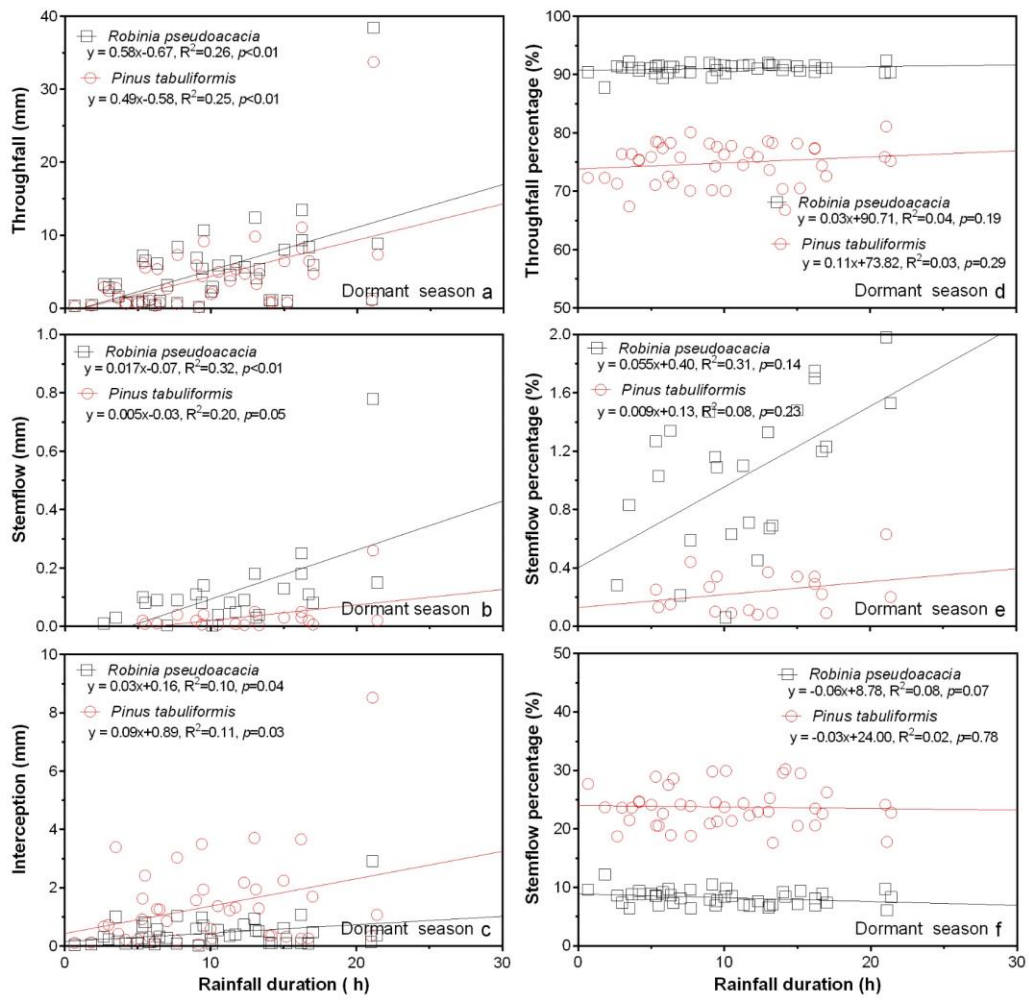 40
30
20
10
0
Throughfall (mm)
Robinia pseudoacacia
y = 0.58x-0.67, R²=0.26, p<0.01
Pinus tabuliformis
y = 0.49x-0.58, R²=0.25, p<0.01
Dormant season a
100
90
80
70
60
50
Throughfall percentage (%)
Robinia pseudoacacia
y = 0.03x+90.71, R²=0.04, p=0.19
Pinus tabuliformis
y = 0.11x+73.82, R²=0.03, p=0.29
Dormant season d
1.0
0.8
0.6
0.4
0.2
0.0
Stemflow (mm)
Robinia pseudoacacia
y = 0.017x-0.07, R²=0.32, p<0.01
Pinus tabuliformis
y = 0.005x-0.03, R²=0.20, p=0.05
Dormant season b
2.0
1.6
1.2
0.8
0.4
0.0
Stemflow percentage (%)
Robinia pseudoacacia
y = 0.055x+0.40, R²=0.31, p=0.14
Pinus tabuliformis
y = 0.009x+0.13, R²=0.08, p=0.23
Dormant season e
10
8
6
4
2
0
Interception (mm)
Robinia pseudoacacia
y = 0.03x+0.16, R²=0.10, p=0.04
Pinus tabuliformis
y = 0.09x+0.89, R²=0.11, p=0.03
Dormant season c
0 10 20 30
Rainfall duration ( h)
50
40
30
20
10
0
Stemflow percentage (%)
Robinia pseudoacacia
y = -0.06x+8.78, R²=0.08, p=0.07
Pinus tabuliformis
y = -0.03x+24.00, R²=0.02, p=0.78
Dormant season f
0 10 20 30
Rainfall duration (h)